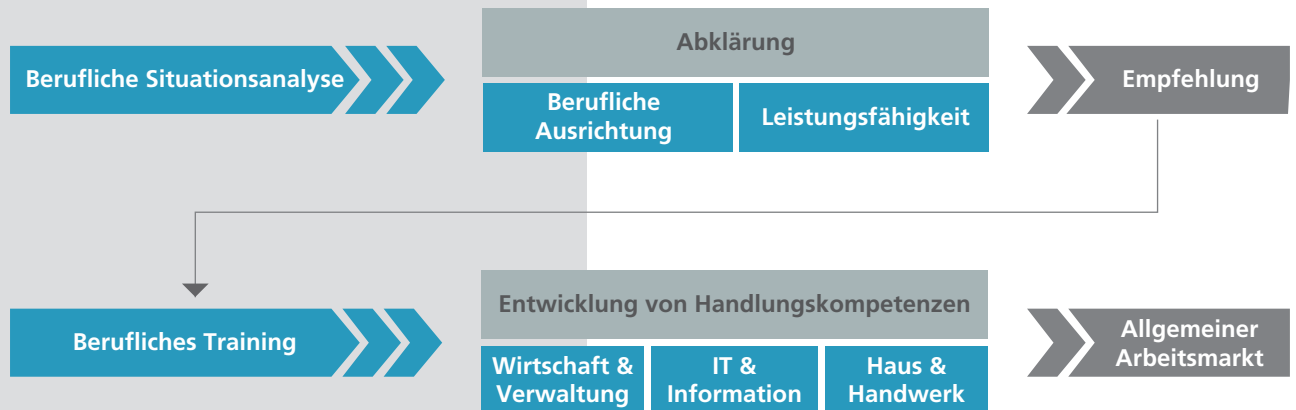 Berufliche Situationsanalyse
Abklärung
Berufliche
Ausrichtung
Leistungsfähigkeit
Empfehlung
Berufliches Training
Entwicklung von Handlungskompetenzen
Wirtschaft &
Verwaltung
IT &
Information
Haus &
Handwerk
Allgemeiner
Arbeitsmarkt